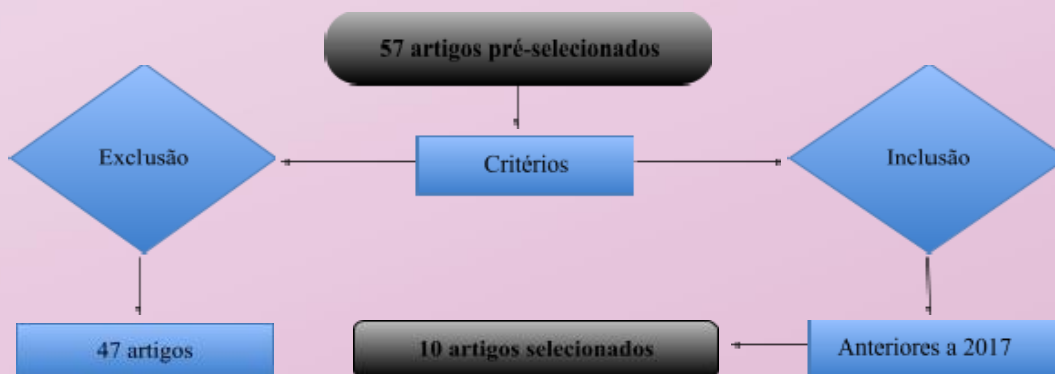 57 artigos pré-selecionados
Exclusão
Critérios
Inclusão
47 artigos
10 artigos selecionados
Anteriores a 2017